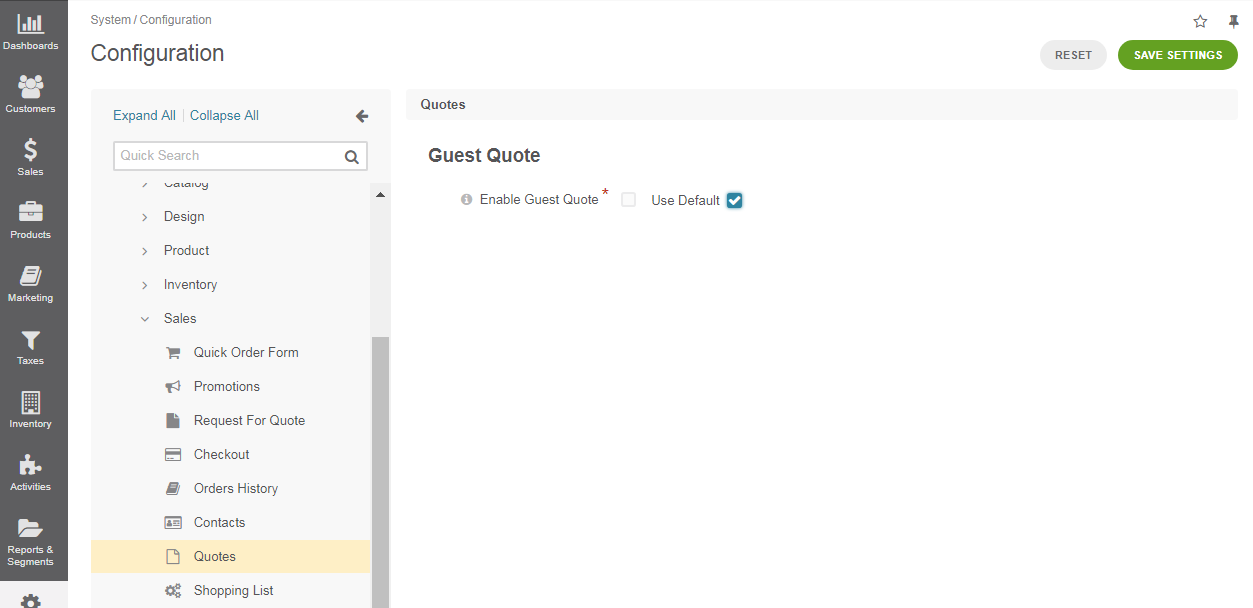 Dashboards
Customers
Sales
Products
Marketing
Taxes
Inventory
Activities
Reports &
Segments
System / Configuration
Configuration
RESET
SAVE SETTINGS
Expand All | Collapse All
Quick Search
Catalog
Design
Product
Inventory
Sales
Quick Order Form
Promotions
Request For Quote
Checkout
Orders History
Contacts
Quotes
Shopping List
Quotes
Guest Quote
Enable Guest Quote * Use Default